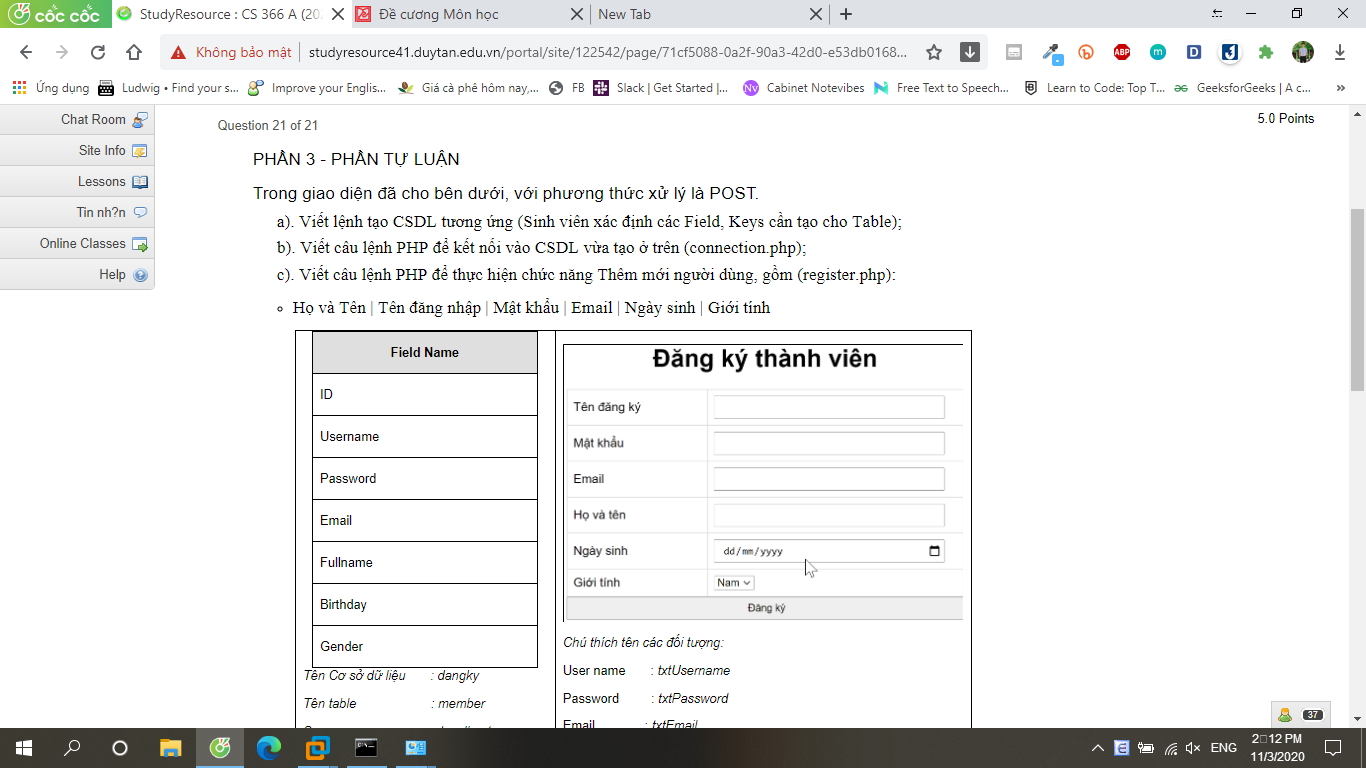 cốc cốc
StudyResource : CS 366 A (20
Đề cương Môn học
New Tab
Không bảo mật
studyresource41.duytan.edu.vn/portal/site/122542/page/71cf5088-0a2f-90a3-42d0-e53db0168...
Ứng dụng
Ludwig • Find your s...
Improve your Englis...
Giá cà phê hôm nay,...
FB
Slack | Get Started |...
Nv
Cabinet Notevibes
Free Text to Speech...
Learn to Code: Top T...
GeeksforGeeks | A c...
ABP
Chat Room
Site Info
Lessons
Tin nh?n
Online Classes
Help
Question 21 of 21
5.0 Points
PHẦN 3 - PHẦN TỰ LUẬN
Trong giao diện đã cho bên dưới, với phương thức xử lý là POST.
a). Viết lệnh tạo CSDL tương ứng (Sinh viên xác định các Field, Keys cần tạo cho Table);
b). Viết câu lệnh PHP để kết nối vào CSDL vừa tạo ở trên (connection.php);
c). Viết câu lệnh PHP để thực hiện chức năng Thêm mới người dùng, gồm (register.php):
Họ và Tên | Tên đăng nhập | Mật khẩu | Email | Ngày sinh | Giới tính
Field Name
ID
Username
Password
Email
Fullname
Birthday
Gender
Tên Cơ sở dữ liệu : dangky
Tên table : member
Đăng ký thành viên
Tên đăng ký
Mật khẩu
Email
Họ và tên
Ngày sinh dd/mm/yyyy
Giới tính Nam
Đăng ký
Chú thích tên các đối tượng:
User name : txtUsername
Password : txtPassword
Email : txtEmail
37
ENG
2:12 PM
11/3/2020